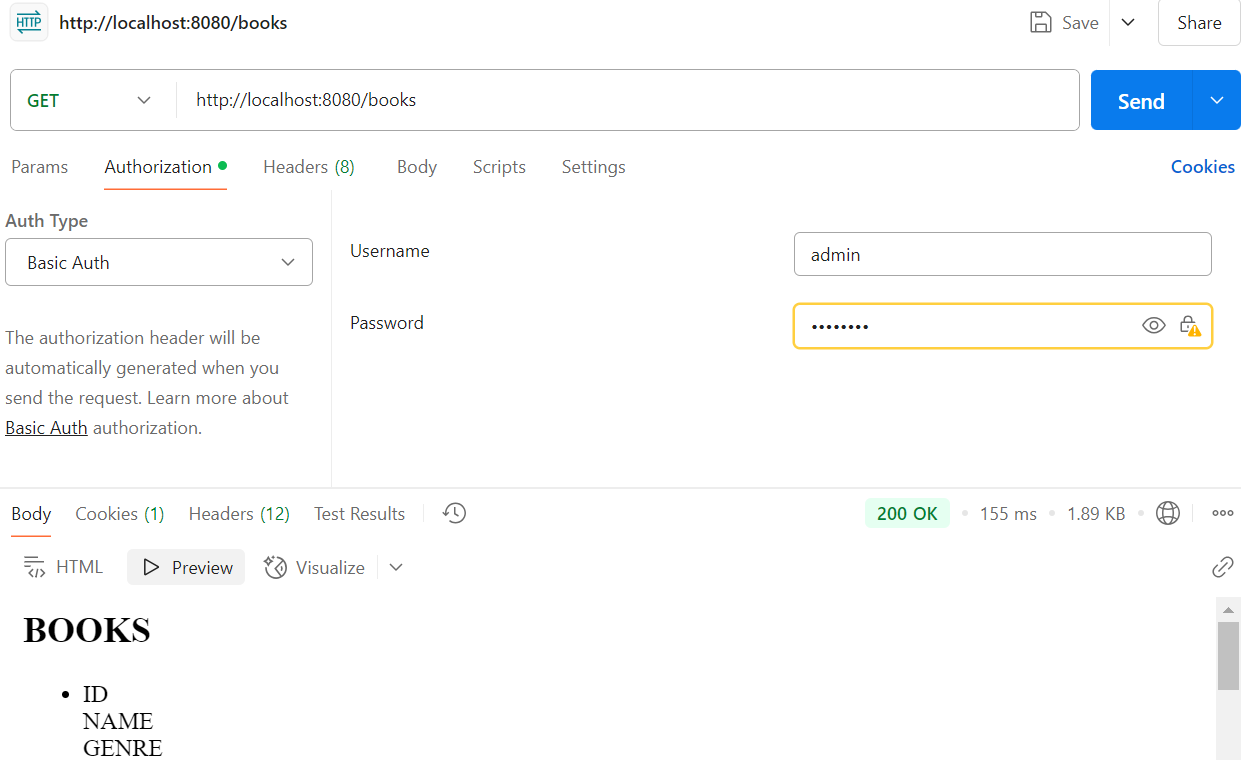 HTTP http://localhost:8080/books Save Share
GET http://localhost:8080/books Send
Params Authorization Headers (8) Body Scripts Settings Cookies
Auth Type
Basic Auth
Username admin
Password ••••••••
The authorization header will be
automatically generated when you
send the request. Learn more about
Basic Auth authorization.
Body Cookies (1) Headers (12) Test Results 200 OK • 155 ms • 1.89 KB •
HTML Preview Visualize
BOOKS
• ID
NAME
GENRE